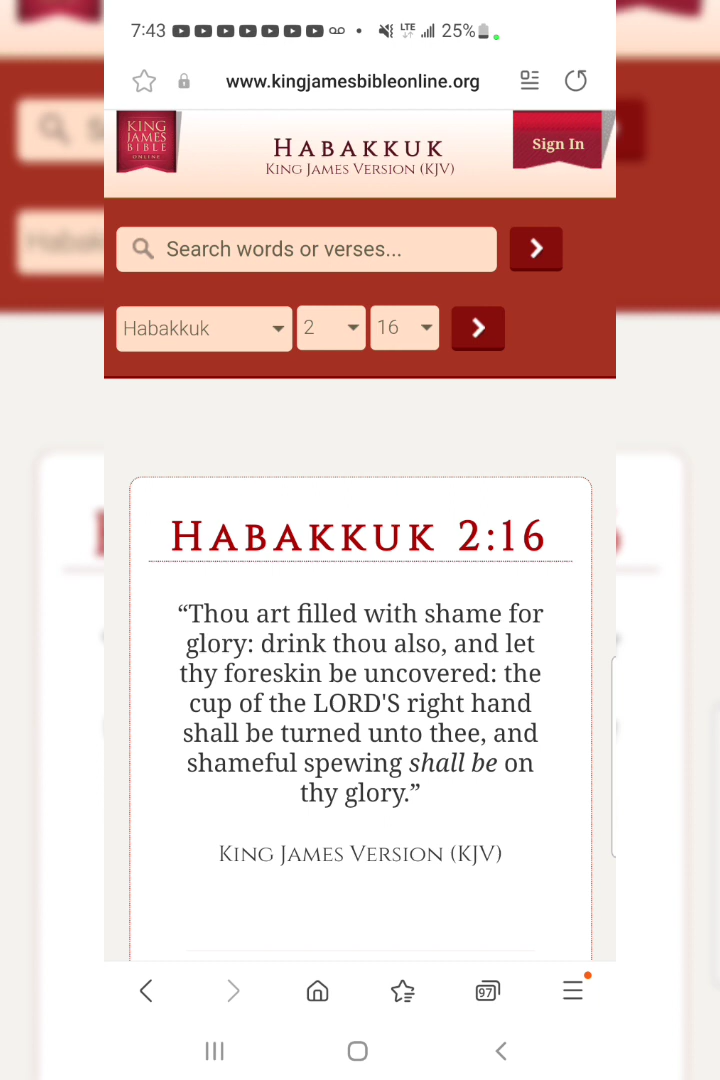 7:43 LTE 25%
www.kingjamesbibleonline.org
KING
JAMES
BIBLE
ONLINE
HABAKKUK
KING JAMES VERSION (KJV)
Sign In
Search words or verses...
Habakkuk 2 16
HABAKKUK 2:16
“Thou art filled with shame for
glory: drink thou also, and let
thy foreskin be uncovered: the
cup of the LORD'S right hand
shall be turned unto thee, and
shameful spewing shall be on
thy glory.”
KING JAMES VERSION (KJV)
97